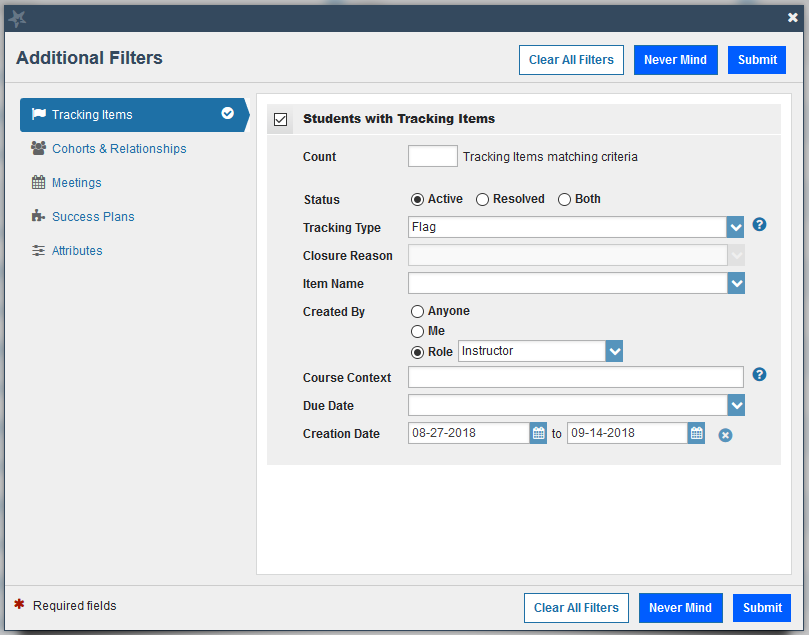 Additional Filters
Clear All Filters Never Mind Submit
Tracking Items
Cohorts & Relationships
Meetings
Success Plans
Attributes
Students with Tracking Items
Count Tracking Items matching criteria
Status Active Resolved Both
Tracking Type Flag
Closure Reason
Item Name
Created By Anyone
Me
Role Instructor
Course Context
Due Date
Creation Date 08-27-2018 to 09-14-2018
* Required fields
Clear All Filters Never Mind Submit